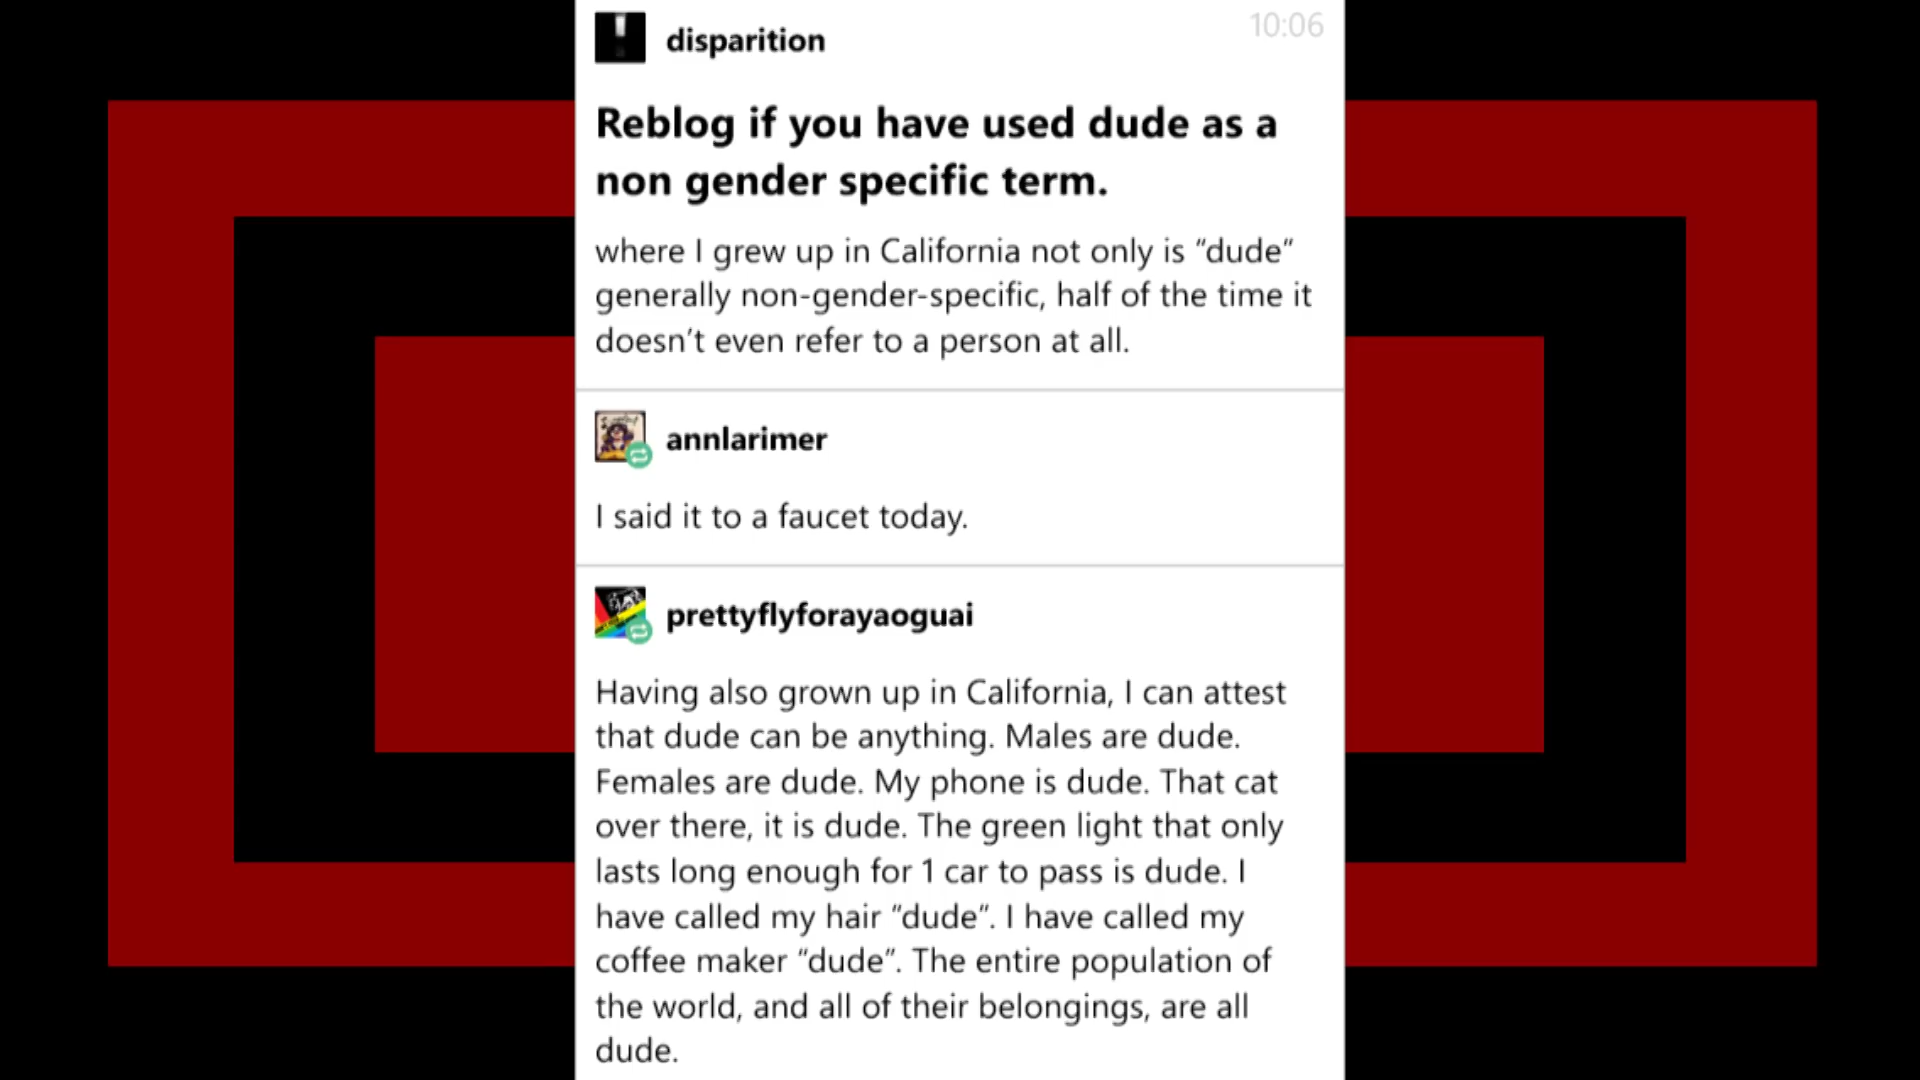 disparition
10:06
Reblog if you have used dude as a
non gender specific term.
where I grew up in California not only is “dude”
generally non-gender-specific, half of the time it
doesn’t even refer to a person at all.
annlarimer
I said it to a faucet today.
prettyflyforayaoguai
Having also grown up in California, I can attest
that dude can be anything. Males are dude.
Females are dude. My phone is dude. That cat
over there, it is dude. The green light that only
lasts long enough for 1 car to pass is dude. I
have called my hair “dude”. I have called my
coffee maker “dude”. The entire population of
the world, and all of their belongings, are all
dude.